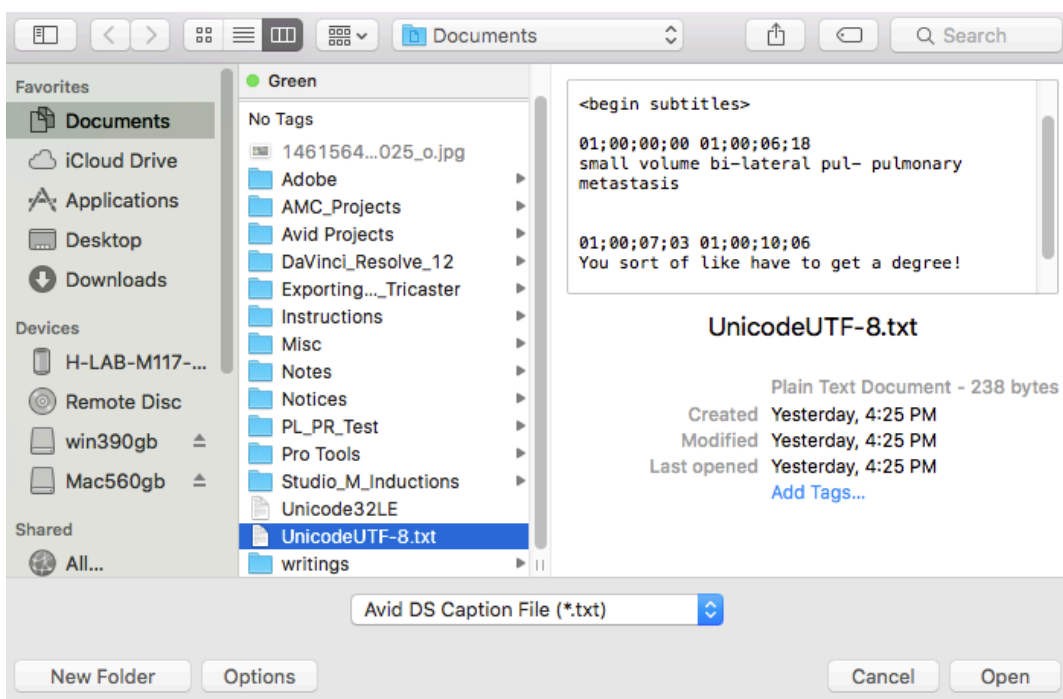 Documents
Search
Favorites
Documents
iCloud Drive
Applications
Desktop
Downloads
Devices
H-LAB-M117-...
Remote Disc
win390gb
Mac560gb
Shared
All...
Green
No Tags
1461564...025_o.jpg
Adobe
AMC_Projects
Avid Projects
DaVinci_Resolve_12
Exporting..._Tricaster
Instructions
Misc
Notes
Notices
PL_PR_Test
Pro Tools
Studio_M_Inductions
Unicode32LE
UnicodeUTF-8.txt
writings
<begin subtitles>
01;00;00;00 01;00;06;18
small volume bi-lateral pul- pulmonary
metastasis
01;00;07;03 01;00;10;06
You sort of like have to get a degree!
UnicodeUTF-8.txt
Plain Text Document - 238 bytes
Created Yesterday, 4:25 PM
Modified Yesterday, 4:25 PM
Last opened Yesterday, 4:25 PM
Add Tags...
Avid DS Caption File (*.txt)
New Folder
Options
Cancel
Open